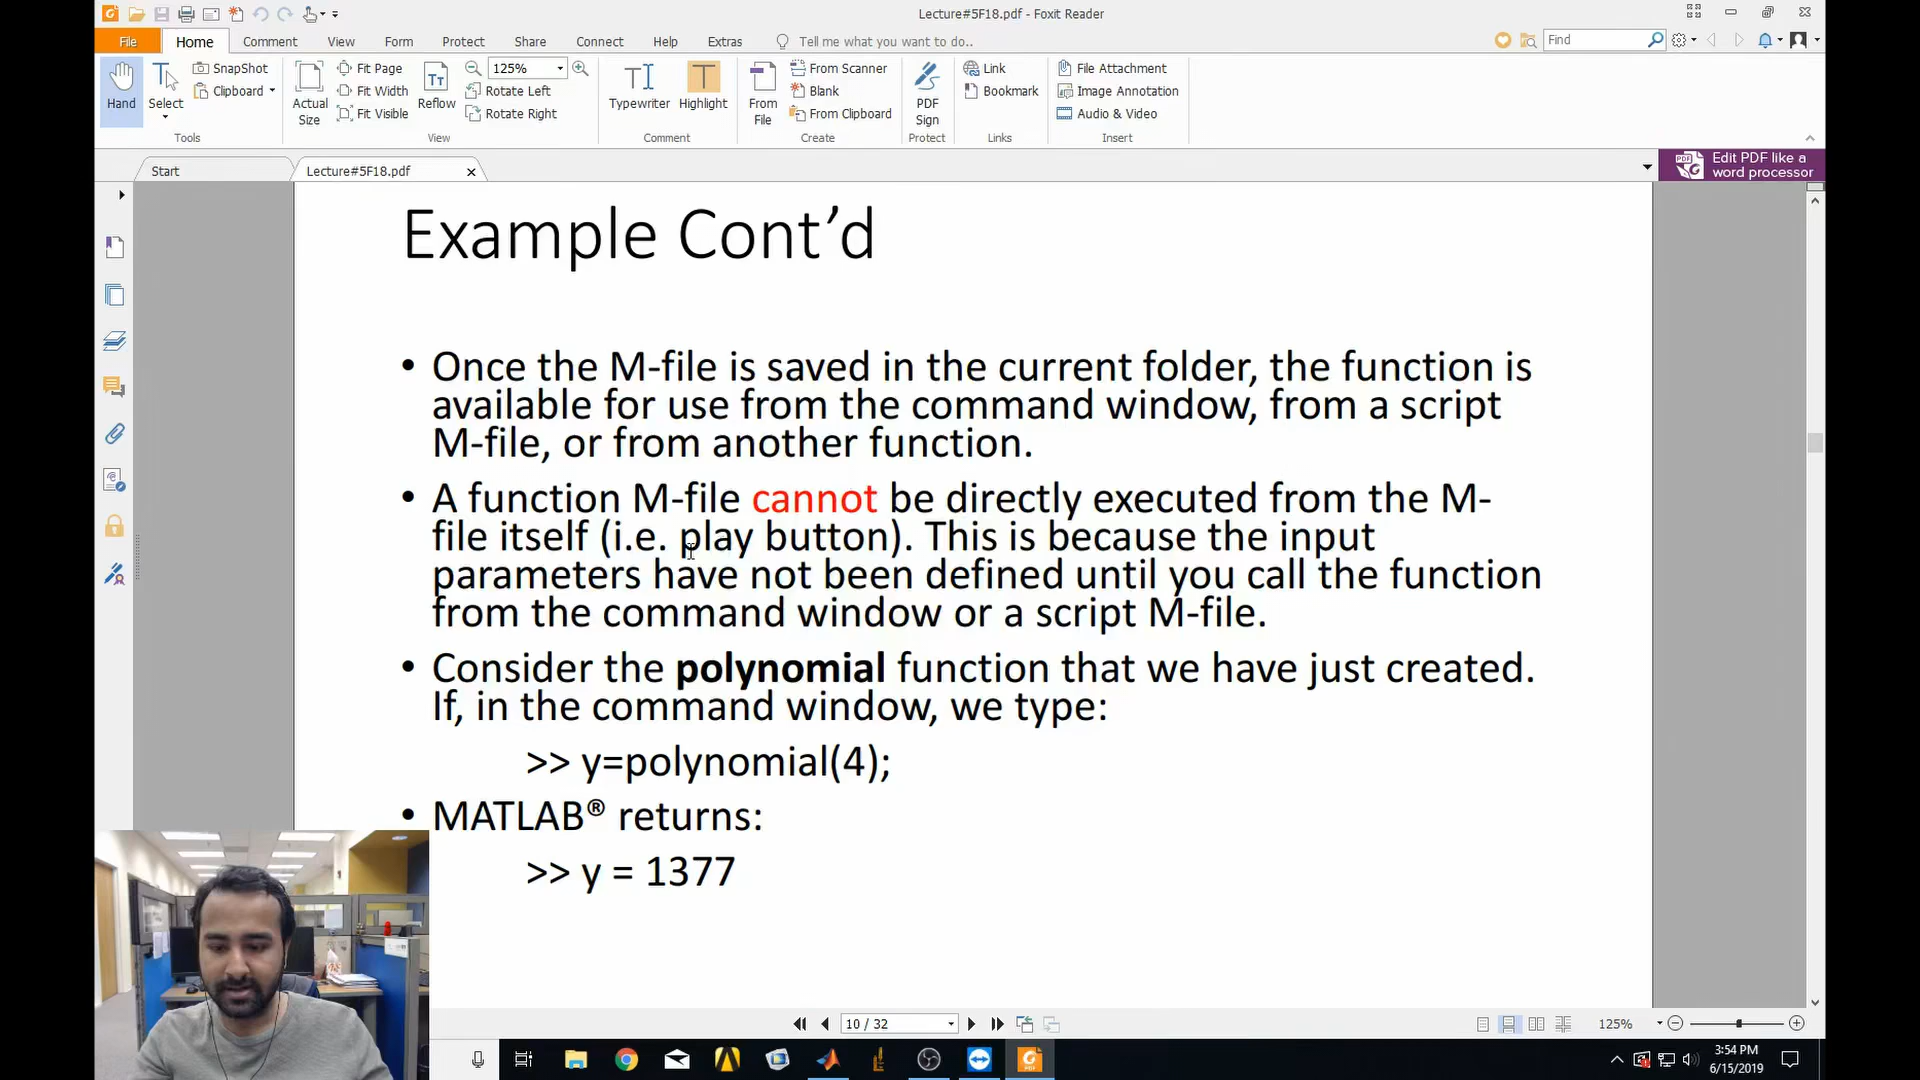 Lecture#5F18.pdf - Foxit Reader
File Home Comment View Form Protect Share Connect Help Extras Tell me what you want to do.. Find
Hand
Select
Tools
SnapShot
Clipboard
Actual
Size
Fit Page
Fit Width
Fit Visible
Reflow
125%
Rotate Left
Rotate Right
View
Typewriter
Highlight
Comment
From
File
From Scanner
Blank
From Clipboard
Create
PDF
Sign
Protect
Link
Bookmark
Links
File Attachment
Image Annotation
Audio & Video
Insert
Start
Lecture#5F18.pdf
Edit PDF like a
word processor
Example Cont’d
• Once the M-file is saved in the current folder, the function is
available for use from the command window, from a script
M-file, or from another function.
• A function M-file cannot be directly executed from the M-
file itself (i.e. play button). This is because the input
parameters have not been defined until you call the function
from the command window or a script M-file.
• Consider the polynomial function that we have just created.
If, in the command window, we type:
>> y=polynomial(4);
• MATLAB® returns:
>> y = 1377
10 / 32
125%
3:54 PM
6/15/2019